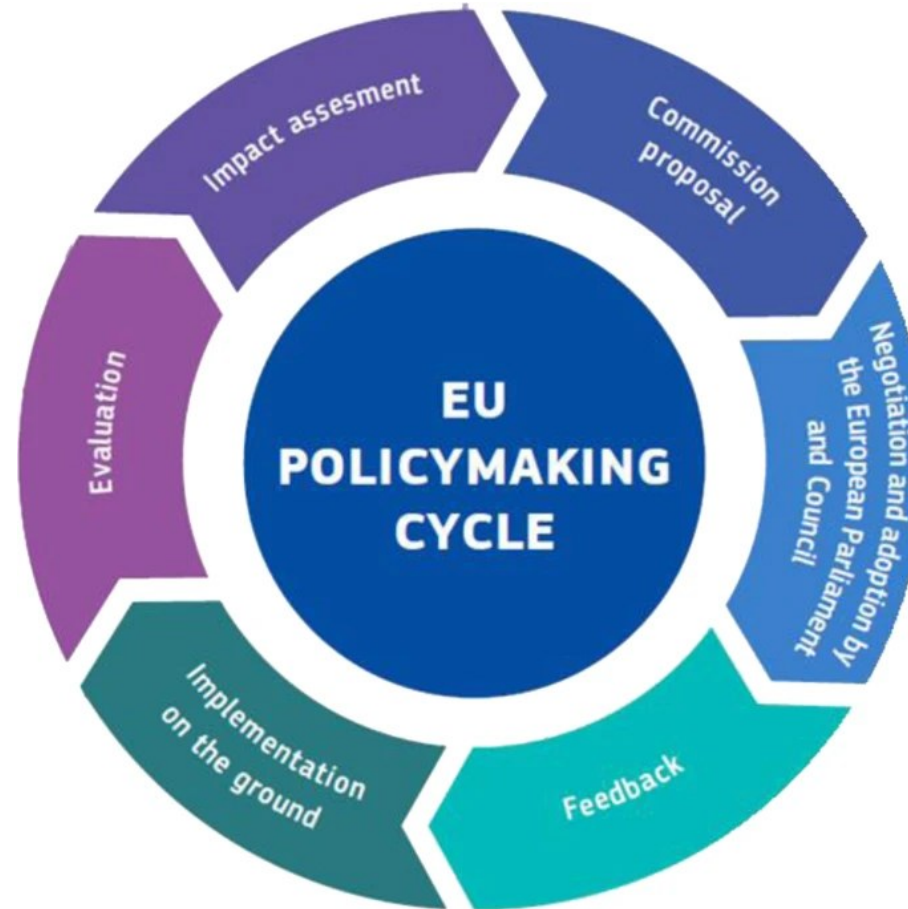 Impact assesment
Commission
proposal
Negotiation and adoption by
the European Parliament
and Council
Feedback
Implementation
on the ground
Evaluation
EU
POLICYMAKING
CYCLE